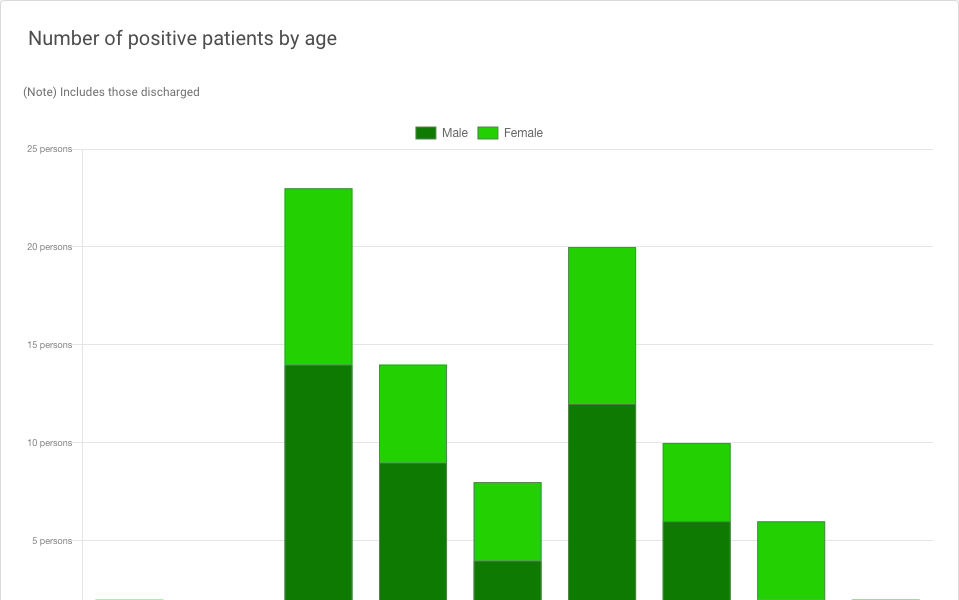 Number of positive patients by age
(Note) Includes those discharged
Male Female
25 persons
20 persons
15 persons
10 persons
5 persons